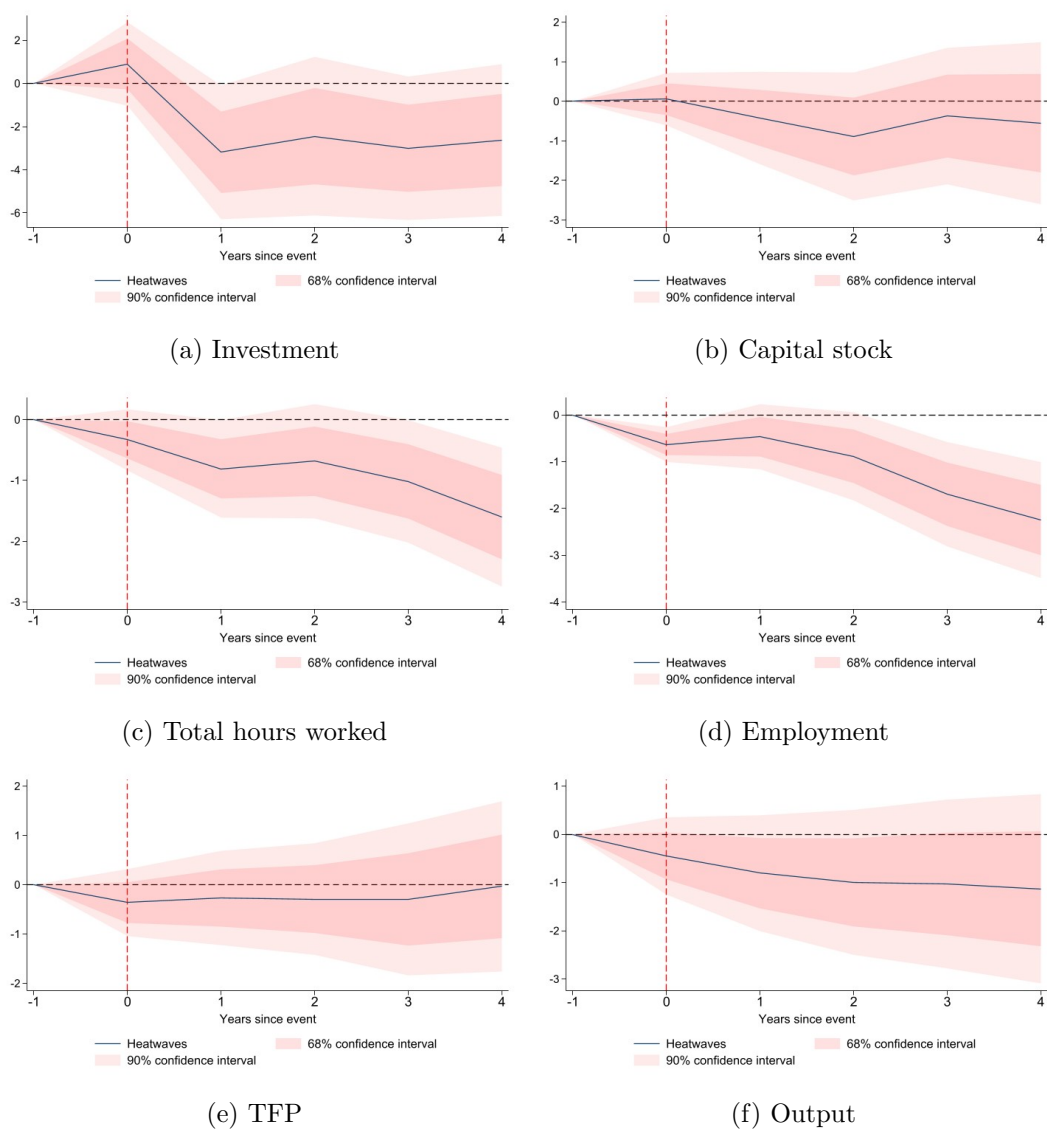 2
0
-2
-4
-6
-1 0 1 2 3 4
Years since event
Heatwaves 68% confidence interval
90% confidence interval
(a) Investment
2
1
0
-1
-2
-3
-1 0 1 2 3 4
Years since event
Heatwaves 68% confidence interval
90% confidence interval
(b) Capital stock
0
-1
-2
-3
-1 0 1 2 3 4
Years since event
Heatwaves 68% confidence interval
90% confidence interval
(c) Total hours worked
0
-1
-2
-3
-4
-1 0 1 2 3 4
Years since event
Heatwaves 68% confidence interval
90% confidence interval
(d) Employment
2
1
0
-1
-2
-1 0 1 2 3 4
Years since event
Heatwaves 68% confidence interval
90% confidence interval
(e) TFP
1
0
-1
-2
-3
-1 0 1 2 3 4
Years since event
Heatwaves 68% confidence interval
90% confidence interval
(f) Output